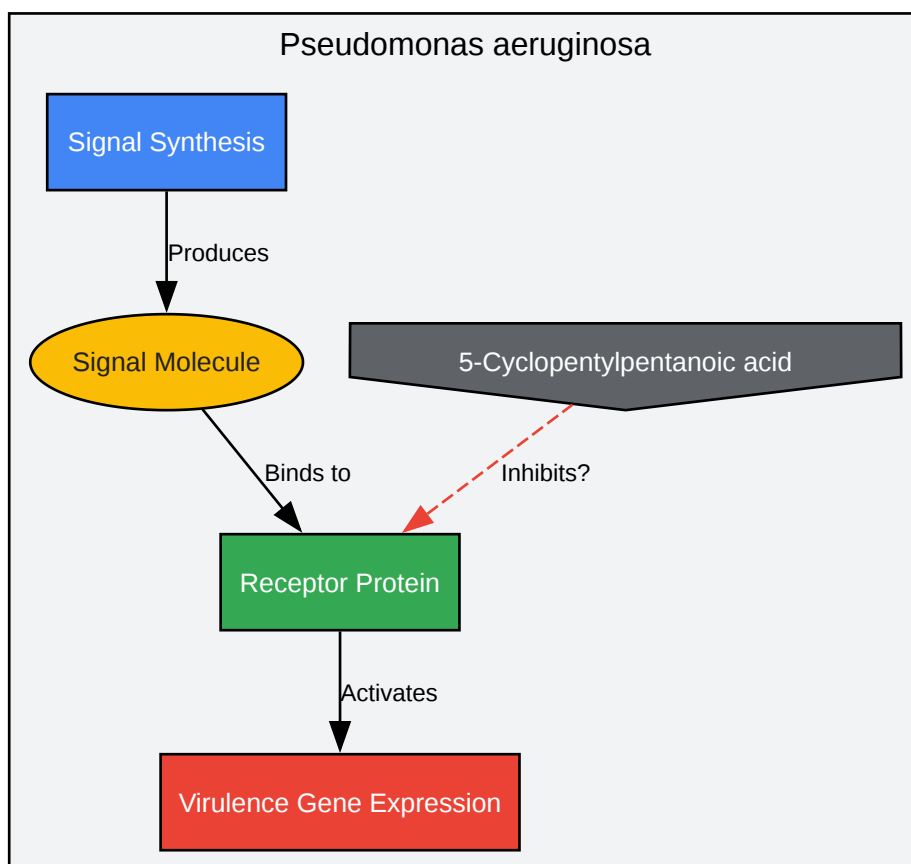 Pseudomonas aeruginosa
Signal Synthesis
Produces
Signal Molecule
5-Cyclopentylpentanoic acid
Binds to
Inhibits?
Receptor Protein
Activates
Virulence Gene Expression